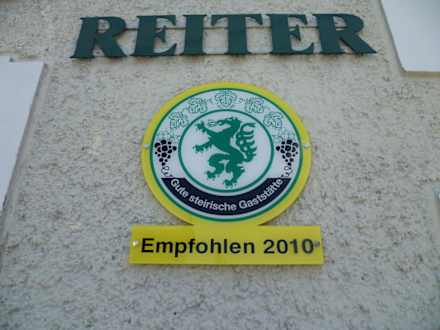 REITER
Gute steirische Gaststätte
Empfohlen 2010